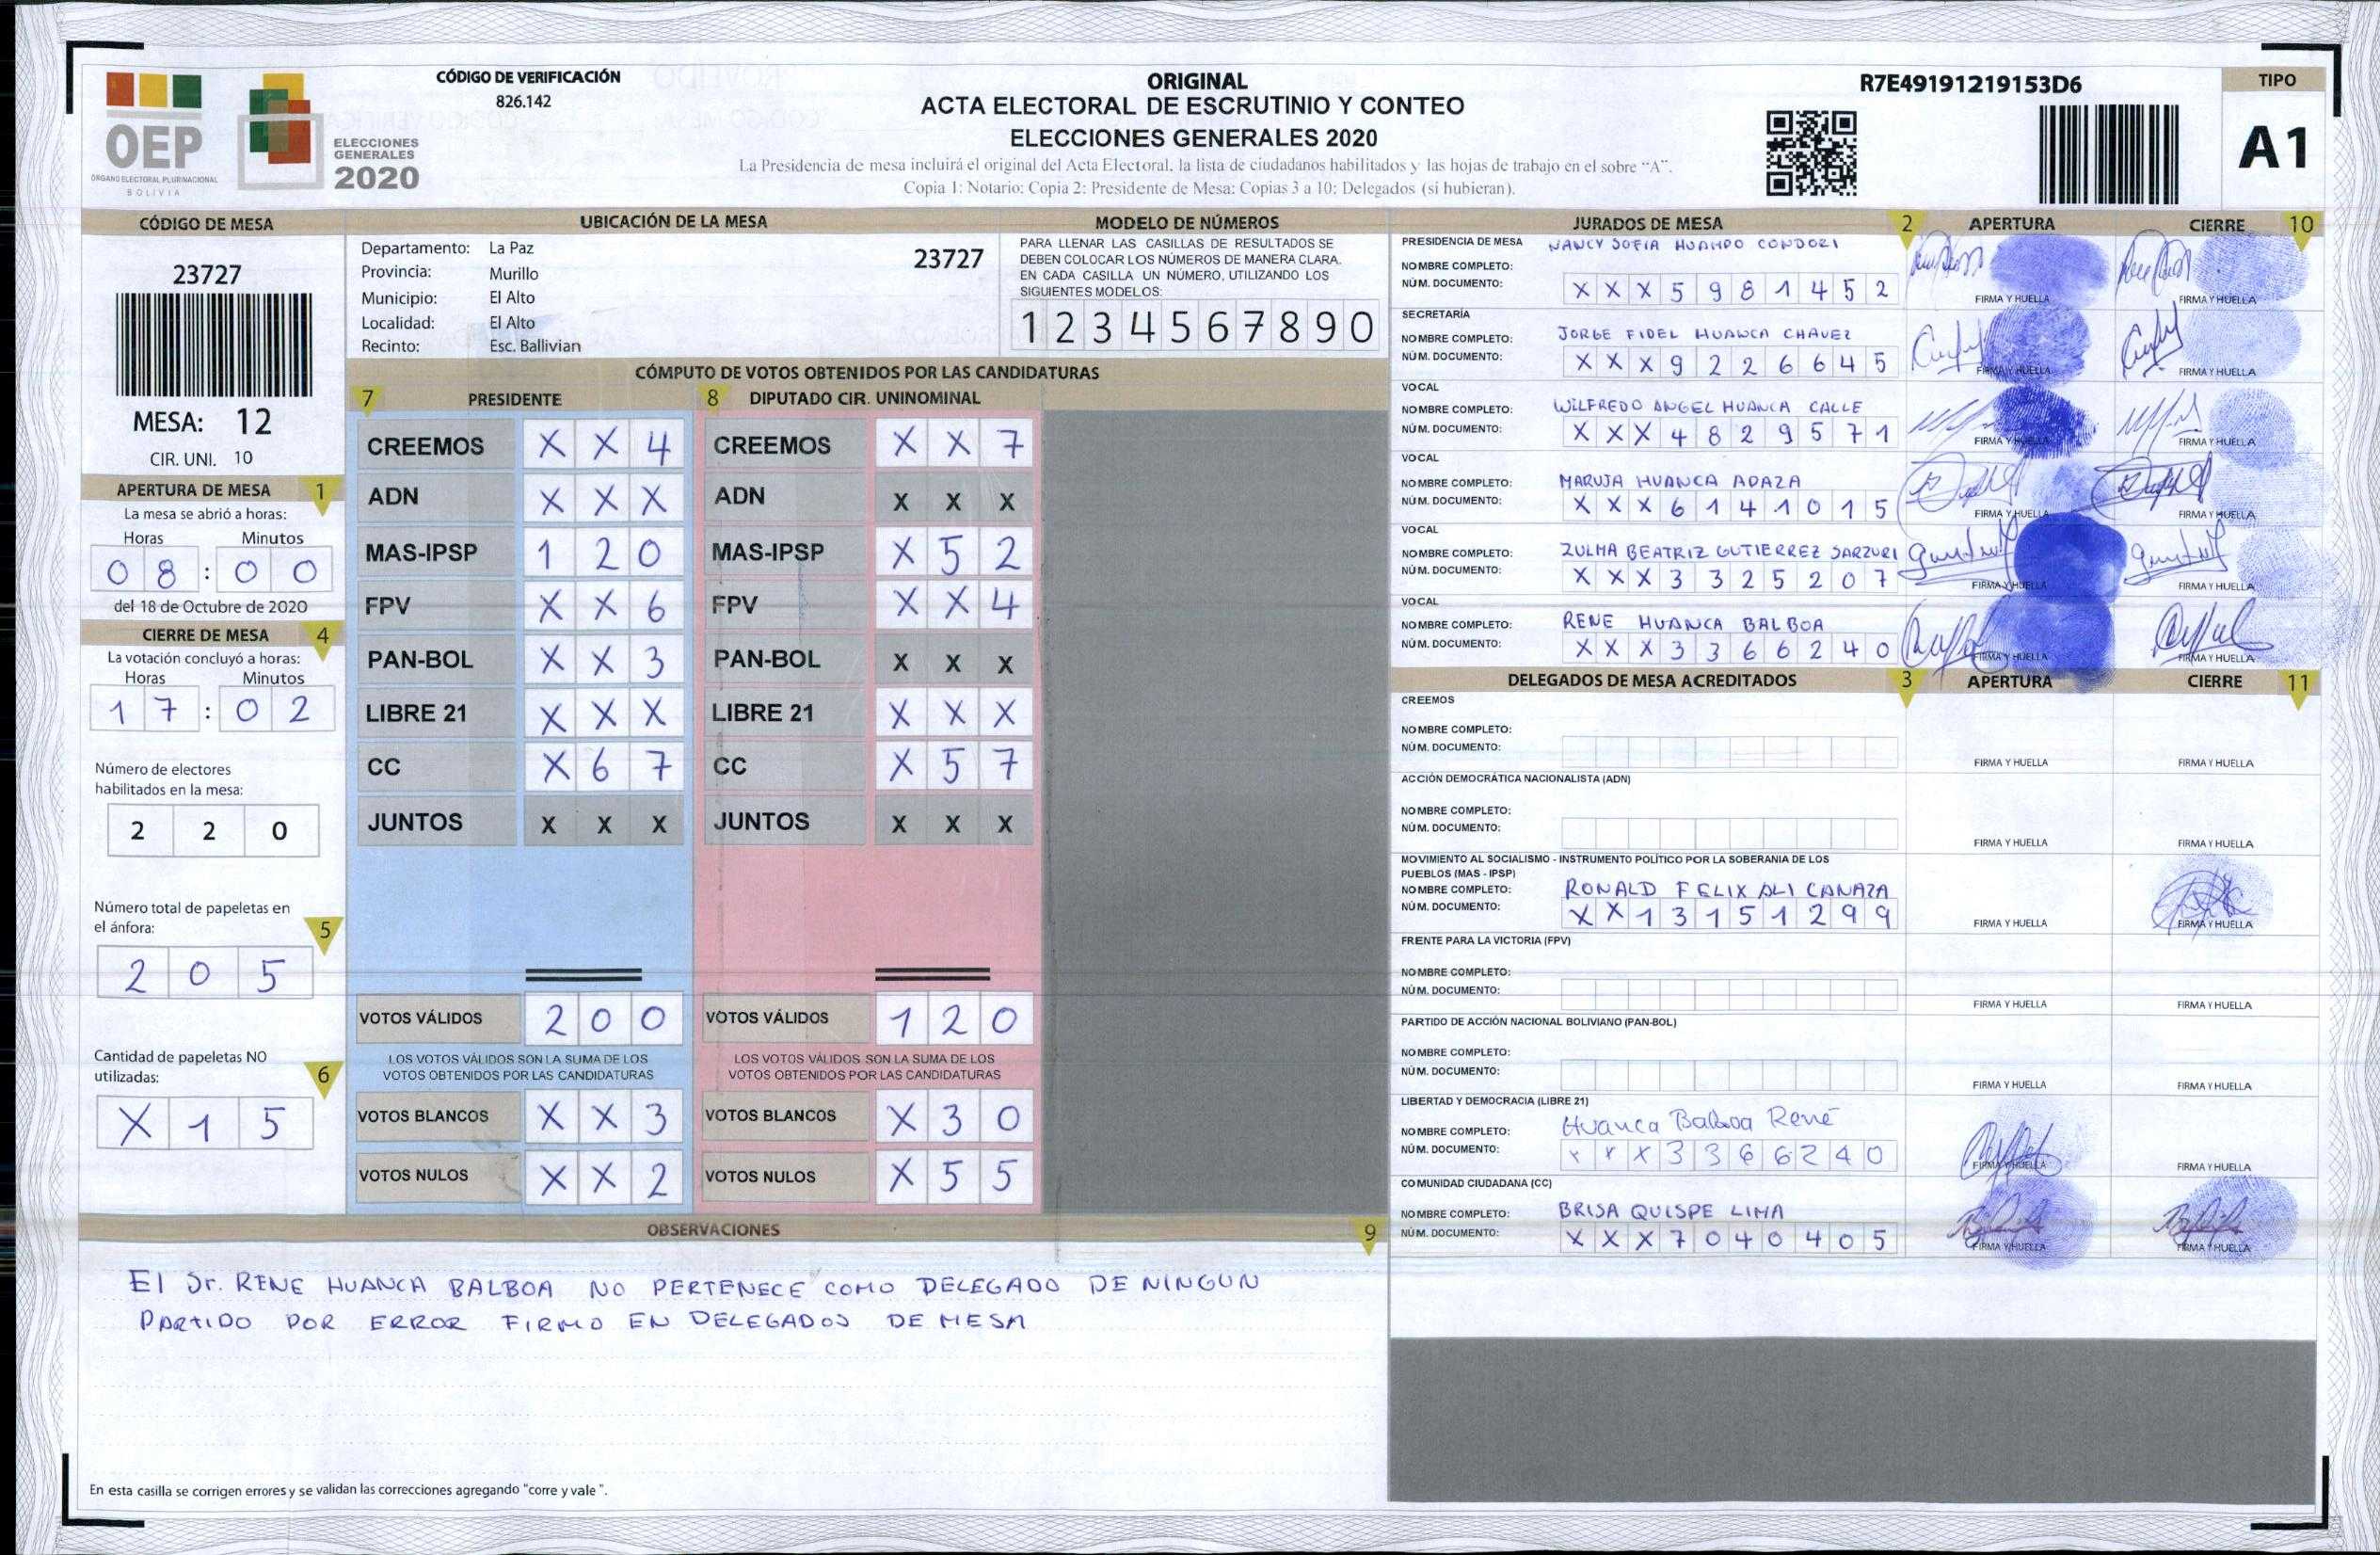 OEP
ÓRGANO ELECTORAL PLURINACIONAL
BOLIVIA
ELECCIONES
GENERALES
2020
CÓDIGO DE VERIFICACIÓN
826.142
ORIGINAL
ACTA ELECTORAL DE ESCRUTINIO Y CONTEO
ELECCIONES GENERALES 2020
La Presidencia de mesa incluirá el original del Acta Electoral, la lista de ciudadanos habilitados y las hojas de trabajo en el sobre "A".
Copia 1: Notario; Copia 2: Presidente de Mesa; Copias 3 a 10: Delegados (si hubieran).
R7E49191219153D6
TIPO
A1
CÓDIGO DE MESA
23727
MESA: 12
CIR. UNI. 10
APERTURA DE MESA 1
La mesa se abrió a horas:
Horas Minutos
0 8 : 0 0
del 18 de Octubre de 2020
CIERRE DE MESA 4
La votación concluyó a horas:
Horas Minutos
1 7 : 0 2
Número de electores
habilitados en la mesa:
2 2 0
Número total de papeletas en
el ánfora: 5
2 0 5
Cantidad de papeletas NO
utilizadas: 6
X 1 5
UBICACIÓN DE LA MESA
Departamento: La Paz 23727
Provincia: Murillo
Municipio: El Alto
Localidad: El Alto
Recinto: Esc. Ballivian
MODELO DE NÚMEROS
PARA LLENAR LAS CASILLAS DE RESULTADOS SE
DEBEN COLOCAR LOS NÚMEROS DE MANERA CLARA.
EN CADA CASILLA UN NÚMERO, UTILIZANDO LOS
SIGUIENTES MODELOS:
1 2 3 4 5 6 7 8 9 0
CÓMPUTO DE VOTOS OBTENIDOS POR LAS CANDIDATURAS
7 PRESIDENTE 8 DIPUTADO CIR. UNINOMINAL
CREEMOS X X 4 CREEMOS X X 7
ADN X X X ADN X X X
MAS-IPSP 1 2 0 MAS-IPSP X 5 2
FPV X X 6 FPV X X 4
PAN-BOL X X 3 PAN-BOL X X X
LIBRE 21 X X X LIBRE 21 X X X
CC X 6 7 CC X 5 7
JUNTOS X X X JUNTOS X X X
VOTOS VÁLIDOS 2 0 0 VOTOS VÁLIDOS 1 2 0
LOS VOTOS VÁLIDOS SON LA SUMA DE LOS LOS VOTOS VÁLIDOS SON LA SUMA DE LOS
VOTOS OBTENIDOS POR LAS CANDIDATURAS VOTOS OBTENIDOS POR LAS CANDIDATURAS
VOTOS BLANCOS X X 3 VOTOS BLANCOS X 3 0
VOTOS NULOS X X 2 VOTOS NULOS X 5 5
OBSERVACIONES 9
El Sr. RENE HUANCA BALBOA NO PERTENECE COMO DELEGADO DE NINGUN
PARTIDO POR ERROR FIRMO EN DELEGADOS DE MESA
En esta casilla se corrigen errores y se validan las correcciones agregando "corre y vale".
JURADOS DE MESA 2 APERTURA CIERRE 10
PRESIDENCIA DE MESA NANCY SOFIA HUAMPO CONDORI
NOMBRE COMPLETO:
NÚM. DOCUMENTO: X X X 5 9 8 1 4 5 2
FIRMA Y HUELLA FIRMA Y HUELLA
SECRETARÍA
NOMBRE COMPLETO: JORGE FIDEL HUANCA CHAVEZ
NÚM. DOCUMENTO: X X X 9 2 2 6 6 4 5
FIRMA Y HUELLA FIRMA Y HUELLA
VOCAL
NOMBRE COMPLETO: WILFREDO ANGEL HUANCA CALLE
NÚM. DOCUMENTO: X X X 4 8 2 9 5 7 1
FIRMA Y HUELLA FIRMA Y HUELLA
VOCAL
NOMBRE COMPLETO: MARUJA HUANCA APAZA
NÚM. DOCUMENTO: X X X 6 1 4 1 0 1 5
FIRMA Y HUELLA FIRMA Y HUELLA
VOCAL
NOMBRE COMPLETO: ZULMA BEATRIZ GUTIERREZ SARZURI
NÚM. DOCUMENTO: X X X 3 3 2 5 2 0 7
FIRMA Y HUELLA FIRMA Y HUELLA
VOCAL
NOMBRE COMPLETO: RENE HUANCA BALBOA
NÚM. DOCUMENTO: X X X 3 3 6 6 2 4 0
FIRMA Y HUELLA FIRMA Y HUELLA
DELEGADOS DE MESA ACREDITADOS 3 APERTURA CIERRE 11
CREEMOS
NOMBRE COMPLETO:
NÚM. DOCUMENTO:
FIRMA Y HUELLA FIRMA Y HUELLA
ACCIÓN DEMOCRÁTICA NACIONALISTA (ADN)
NOMBRE COMPLETO:
NÚM. DOCUMENTO:
FIRMA Y HUELLA FIRMA Y HUELLA
MOVIMIENTO AL SOCIALISMO - INSTRUMENTO POLÍTICO POR LA SOBERANIA DE LOS
PUEBLOS (MAS - IPSP)
NOMBRE COMPLETO: RONALD FELIX ALI CANAZA
NÚM. DOCUMENTO: X X 1 3 1 5 1 2 9 9
FIRMA Y HUELLA FIRMA Y HUELLA
FRENTE PARA LA VICTORIA (FPV)
NOMBRE COMPLETO:
NÚM. DOCUMENTO:
FIRMA Y HUELLA FIRMA Y HUELLA
PARTIDO DE ACCIÓN NACIONAL BOLIVIANO (PAN-BOL)
NOMBRE COMPLETO:
NÚM. DOCUMENTO:
FIRMA Y HUELLA FIRMA Y HUELLA
LIBERTAD Y DEMOCRACIA (LIBRE 21)
NOMBRE COMPLETO: Huanca Balboa René
NÚM. DOCUMENTO: X X X 3 3 6 6 2 4 0
FIRMA Y HUELLA FIRMA Y HUELLA
COMUNIDAD CIUDADANA (CC)
NOMBRE COMPLETO: BRISA QUISPE LIMA
NÚM. DOCUMENTO: X X X 7 0 4 0 4 0 5
FIRMA Y HUELLA FIRMA Y HUELLA